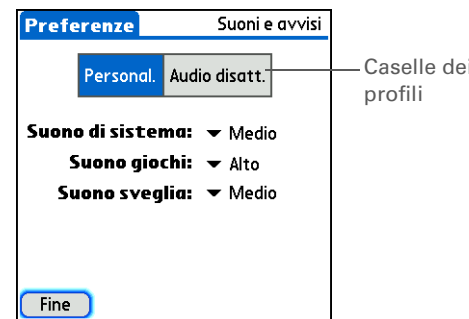 Preferenze Suoni e avvisi
Personal. Audio disatt.
Caselle dei
profili
Suono di sistema: Medio
Suono giochi: Alto
Suono sveglia: Medio
Fine